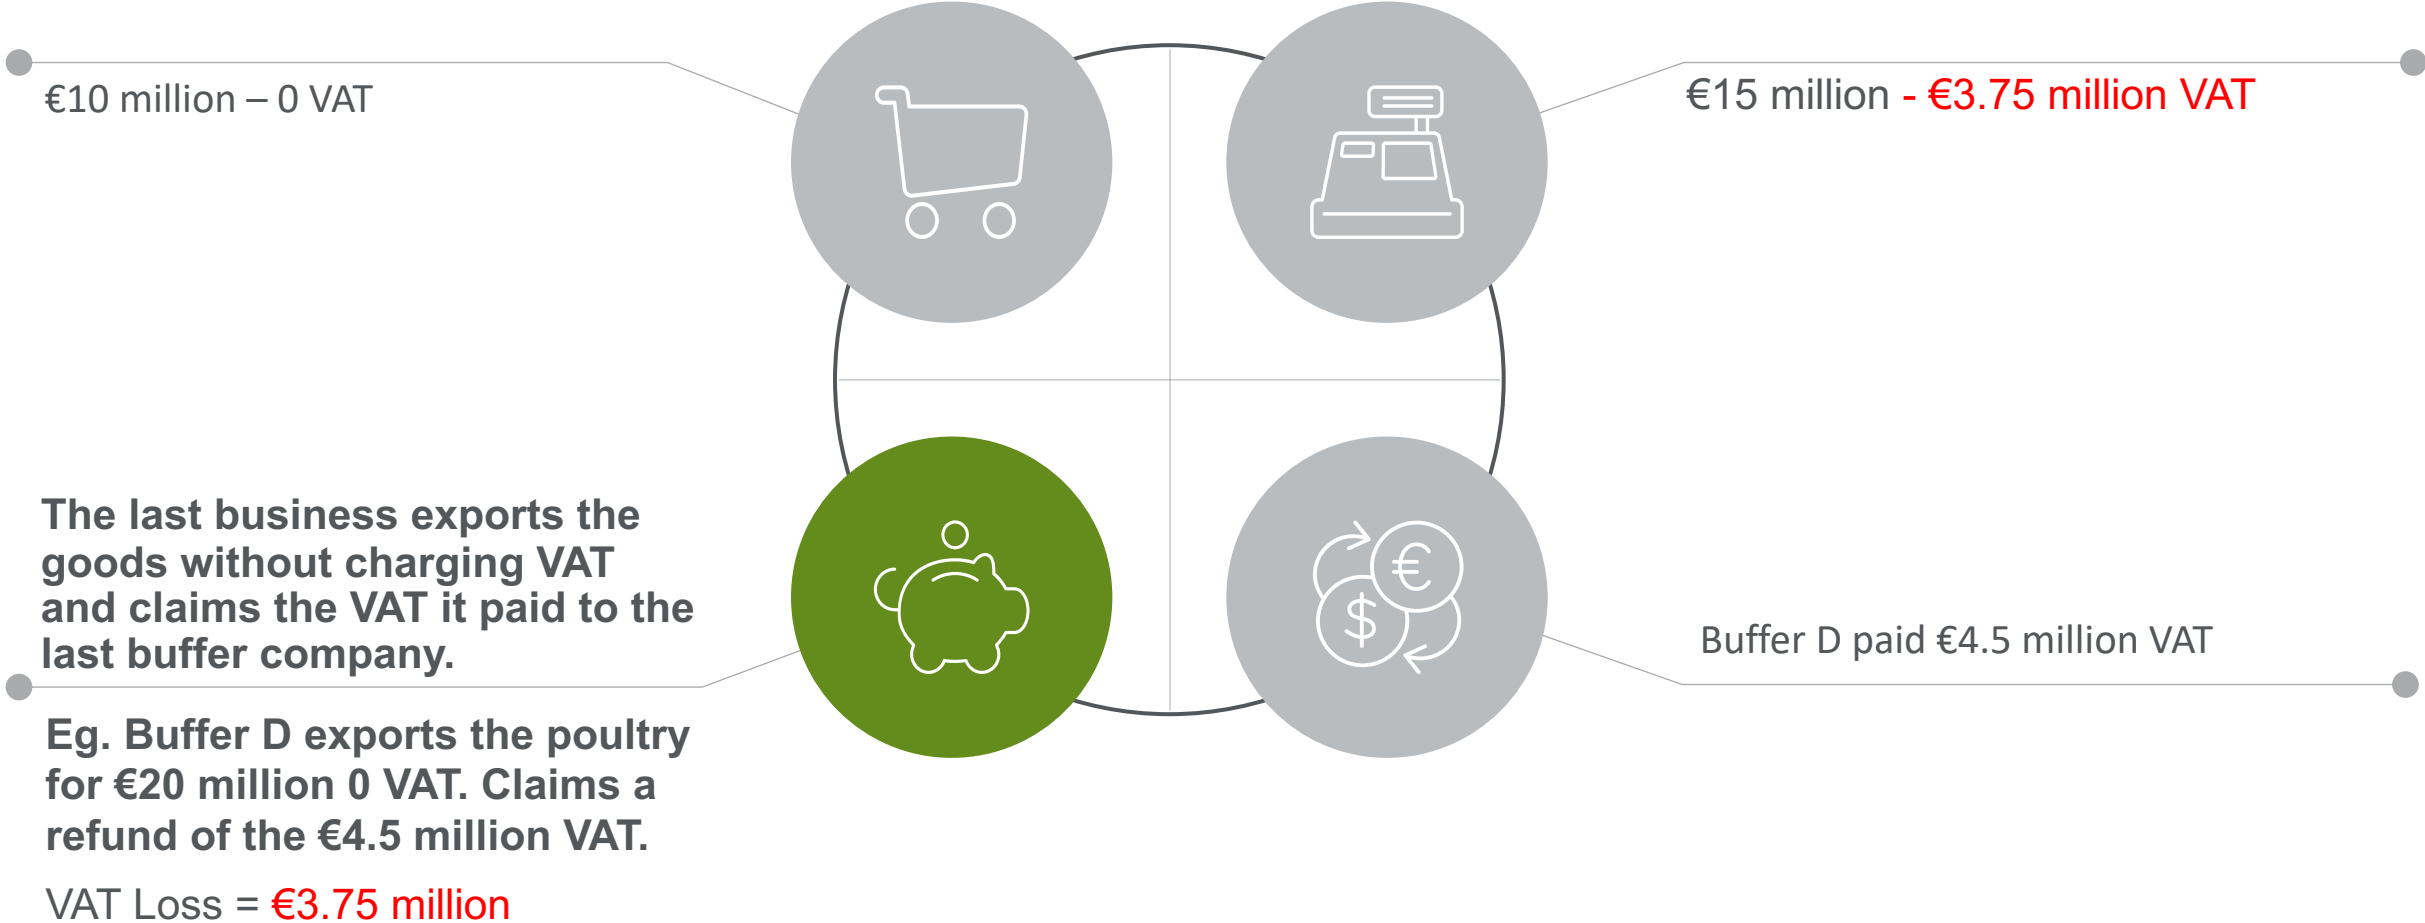 €10 million – 0 VAT
€15 million - €3.75 million VAT
The last business exports the
goods without charging VAT
and claims the VAT it paid to the
last buffer company.
Eg. Buffer D exports the poultry
for €20 million 0 VAT. Claims a
refund of the €4.5 million VAT.
VAT Loss = €3.75 million
€
$
Buffer D paid €4.5 million VAT